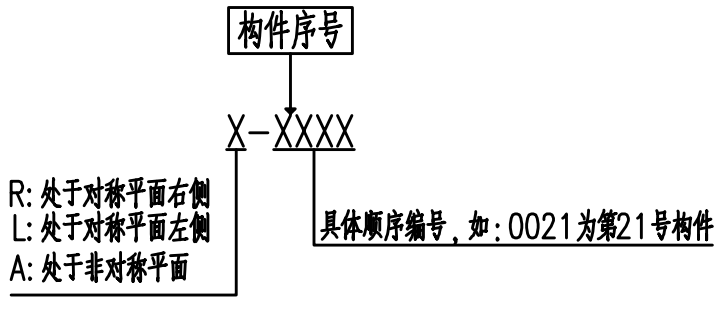 构件序号
X-XXXX
R: 处于对称平面右侧
L: 处于对称平面左侧
A: 处于非对称平面
具体顺序编号, 如: 0021为第21号构件